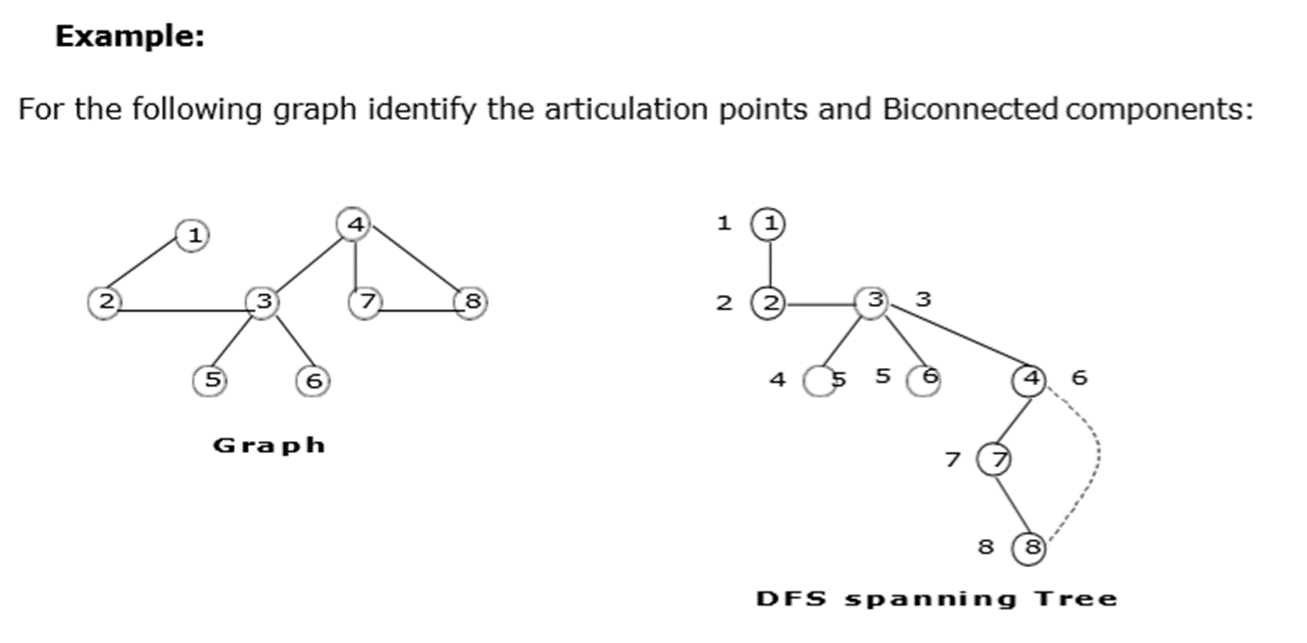 Example:
For the following graph identify the articulation points and Biconnected components:
4
1
1 1
2 3 7 8
2 2 3 3
5 6
4 5 5 6 4 6
Graph
7 7
8 8
DFS spanning Tree